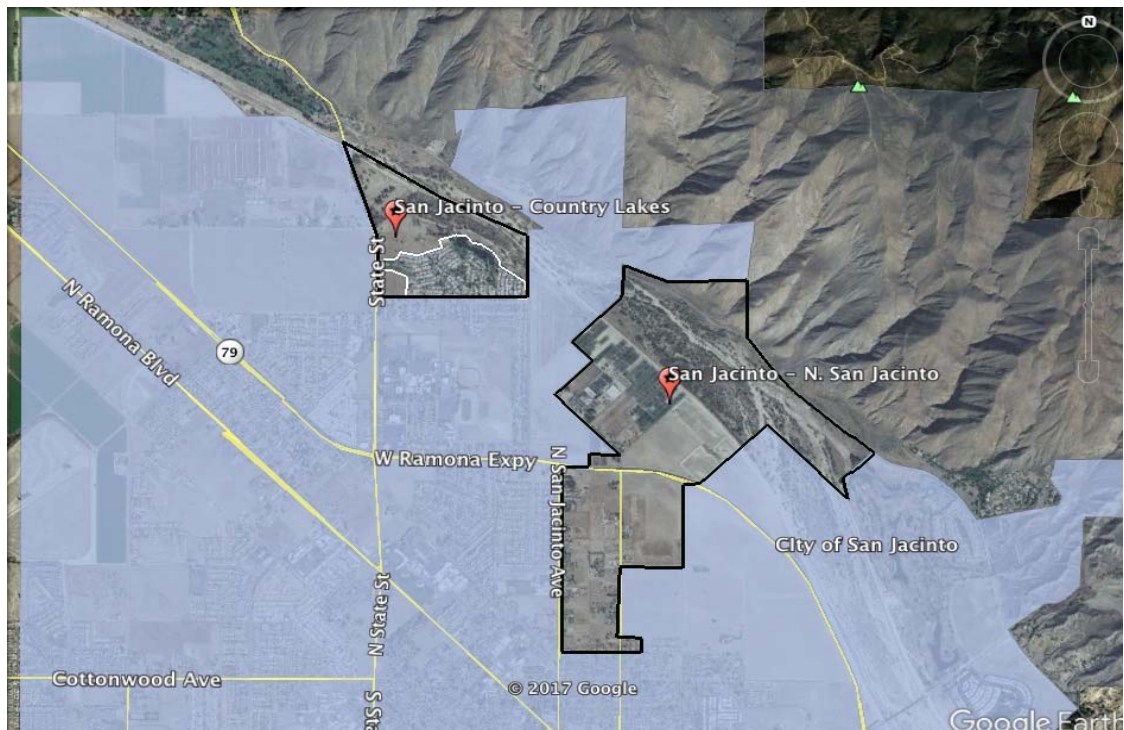 N
San Jacinto - Country Lakes
State St
N Ramona Blvd
79
San Jacinto - N. San Jacinto
W Ramona Expy
N San Jacinto Ave
CIty of San Jacinto
N State St
Cottonwood Ave
© 2017 Google
S Sta
Google Earth